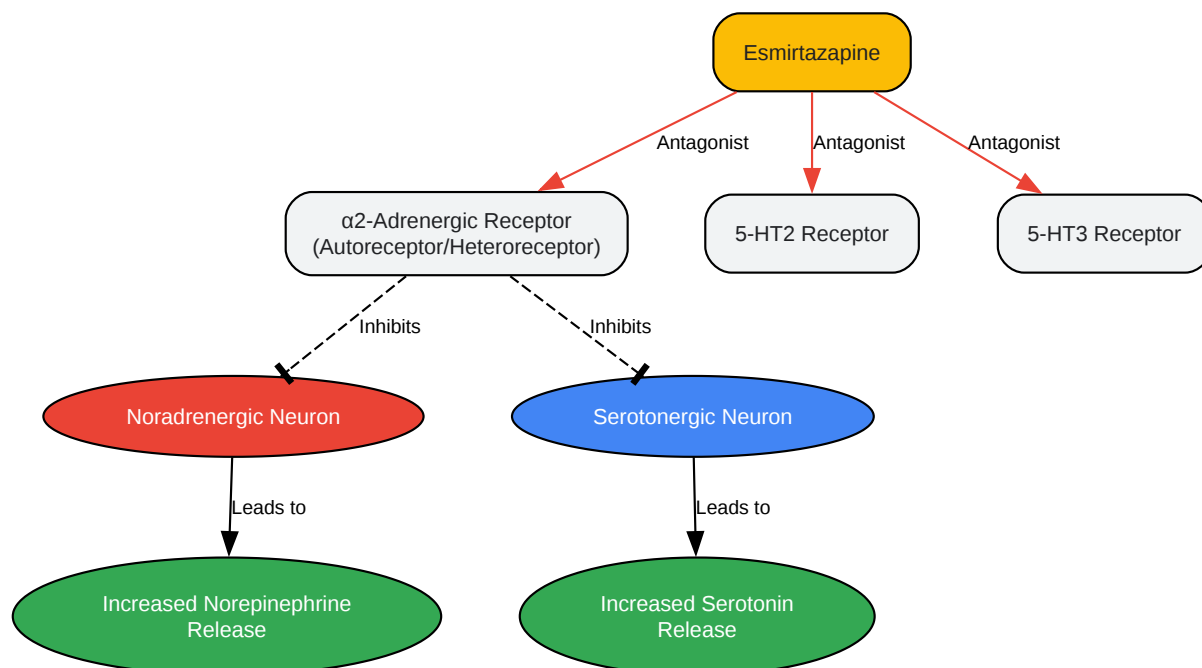 Esmirtazapine
Antagonist
Antagonist
Antagonist
α2-Adrenergic Receptor
(Autoreceptor/Heteroreceptor)
5-HT2 Receptor
5-HT3 Receptor
Inhibits
Inhibits
Noradrenergic Neuron
Serotonergic Neuron
Leads to
Leads to
Increased Norepinephrine
Release
Increased Serotonin
Release